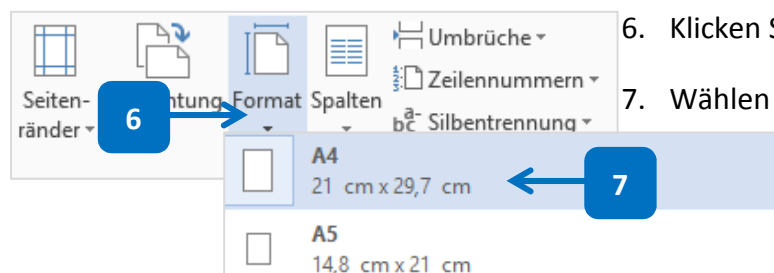 Umbrüche
6. Klicken
Zeilennummern
Seiten-
ränder
6
Format
Spalten
7. Wählen
Silbentrennung
A4
21 cm x 29,7 cm
7
A5
14,8 cm x 21 cm